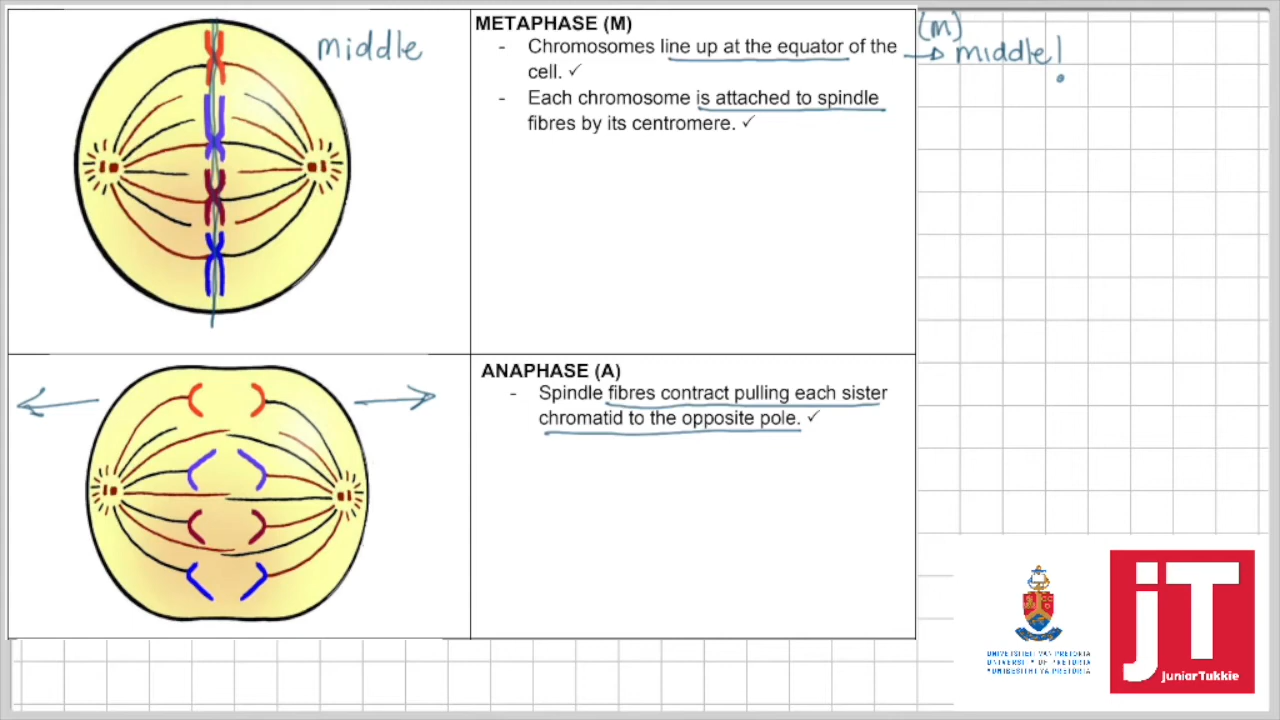 middle
METAPHASE (M)
- Chromosomes line up at the equator of the
cell. ✓
- Each chromosome is attached to spindle
fibres by its centromere. ✓
(m)
→ middle!
ANAPHASE (A)
- Spindle fibres contract pulling each sister
chromatid to the opposite pole. ✓
UNIVERSITEIT VAN PRETORIA
UNIVERSITY OF PRETORIA
YUNIBESITHI YA PRETORIA
jT
JuniorTukkie